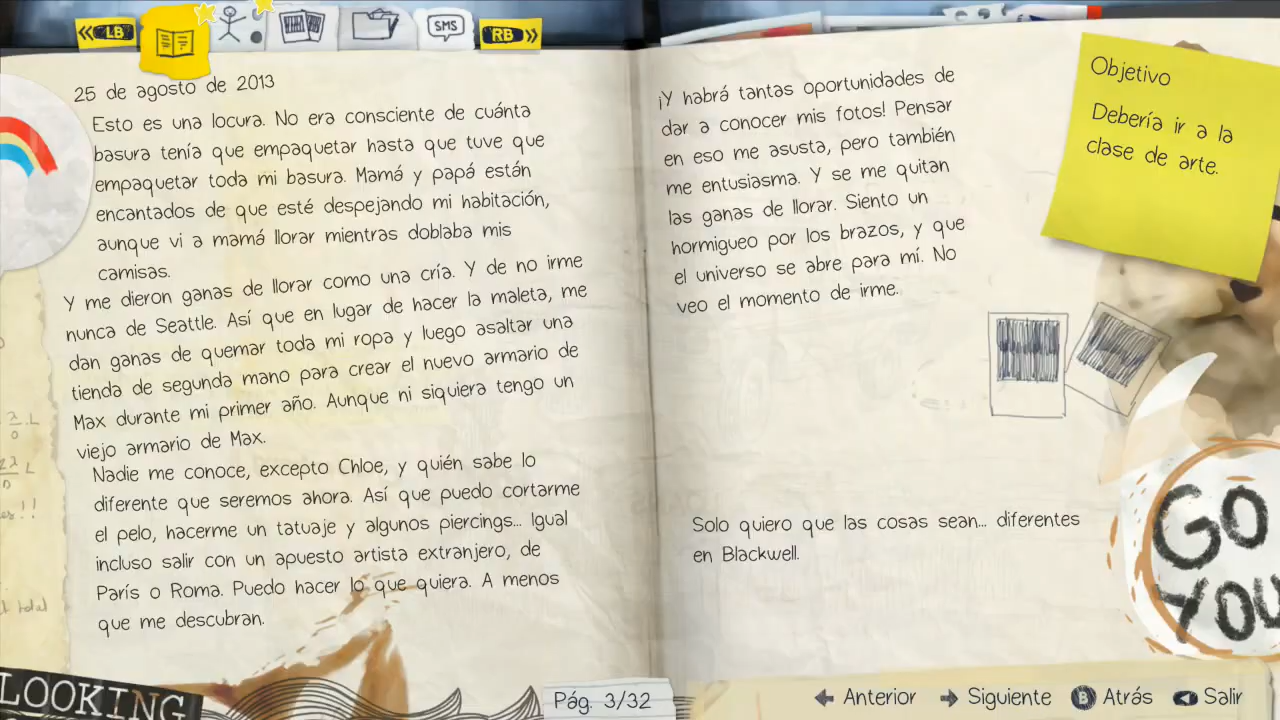 LB
SMS
RB
25 de agosto de 2013
Esto es una locura. No era consciente de cuánta
basura tenía que empaquetar hasta que tuve que
empaquetar toda mi basura. Mamá y papá están
encantados de que esté despejando mi habitación,
aunque vi a mamá llorar mientras doblaba mis
camisas.
Y me dieron ganas de llorar como una cría. Y de no irme
nunca de Seattle. Así que en lugar de hacer la maleta, me
dan ganas de quemar toda mi ropa y luego asaltar una
tienda de segunda mano para crear el nuevo armario de
Max durante mi primer año. Aunque ni siquiera tengo un
viejo armario de Max.
Nadie me conoce, excepto Chloe, y quién sabe lo
diferente que seremos ahora. Así que puedo cortarme
el pelo, hacerme un tatuaje y algunos piercings... Igual
incluso salir con un apuesto artista extranjero, de
París o Roma. Puedo hacer lo que quiera. A menos
que me descubran.
¡Y habrá tantas oportunidades de
dar a conocer mis fotos! Pensar
en eso me asusta, pero también
me entusiasma. Y se me quitan
las ganas de llorar. Siento un
hormigueo por los brazos, y que
el universo se abre para mí. No
veo el momento de irme.
Solo quiero que las cosas sean... diferentes
en Blackwell.
Objetivo
Debería ir a la
clase de arte.
GO
YOU
LOOKING
Pág. 3/32
Anterior
Siguiente
B Atrás
Salir